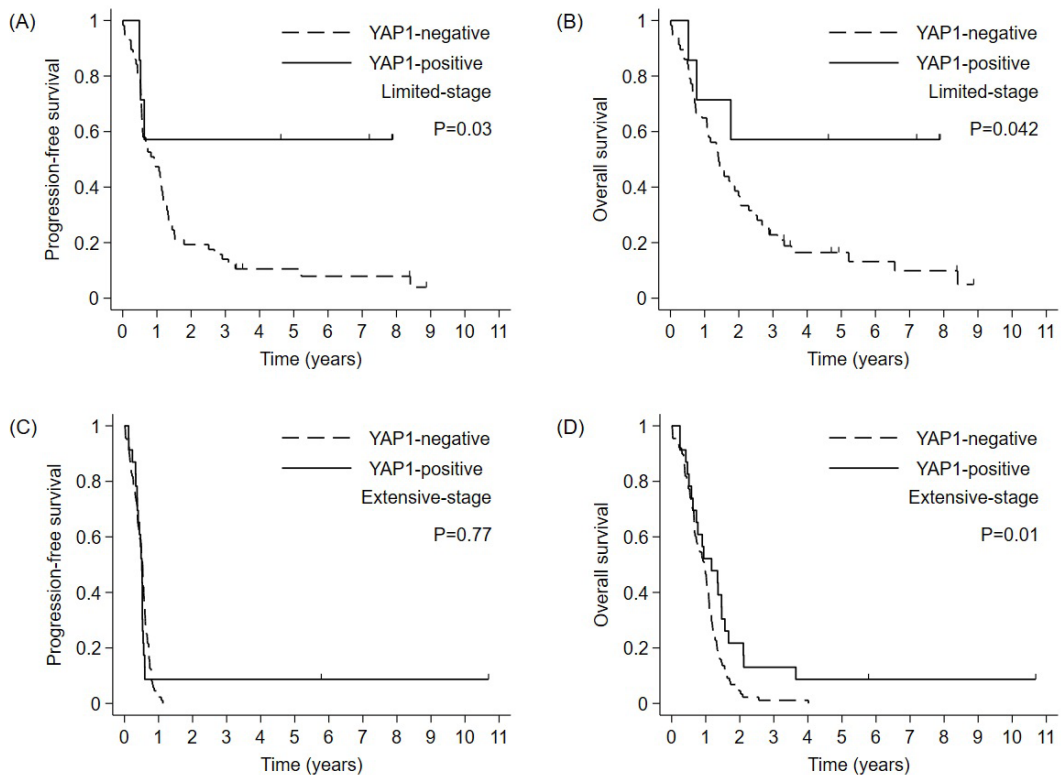 (A)
Progression-free survival
1
0.8
0.6
0.4
0.2
0
YAP1-negative
YAP1-positive
Limited-stage
P=0.03
0 1 2 3 4 5 6 7 8 9 10 11
Time (years)
(B)
Overall survival
1
0.8
0.6
0.4
0.2
0
YAP1-negative
YAP1-positive
Limited-stage
P=0.042
0 1 2 3 4 5 6 7 8 9 10 11
Time (years)
(C)
Progression-free survival
1
0.8
0.6
0.4
0.2
0
YAP1-negative
YAP1-positive
Extensive-stage
P=0.77
0 1 2 3 4 5 6 7 8 9 10 11
Time (years)
(D)
Overall survival
1
0.8
0.6
0.4
0.2
0
YAP1-negative
YAP1-positive
Extensive-stage
P=0.01
0 1 2 3 4 5 6 7 8 9 10 11
Time (years)